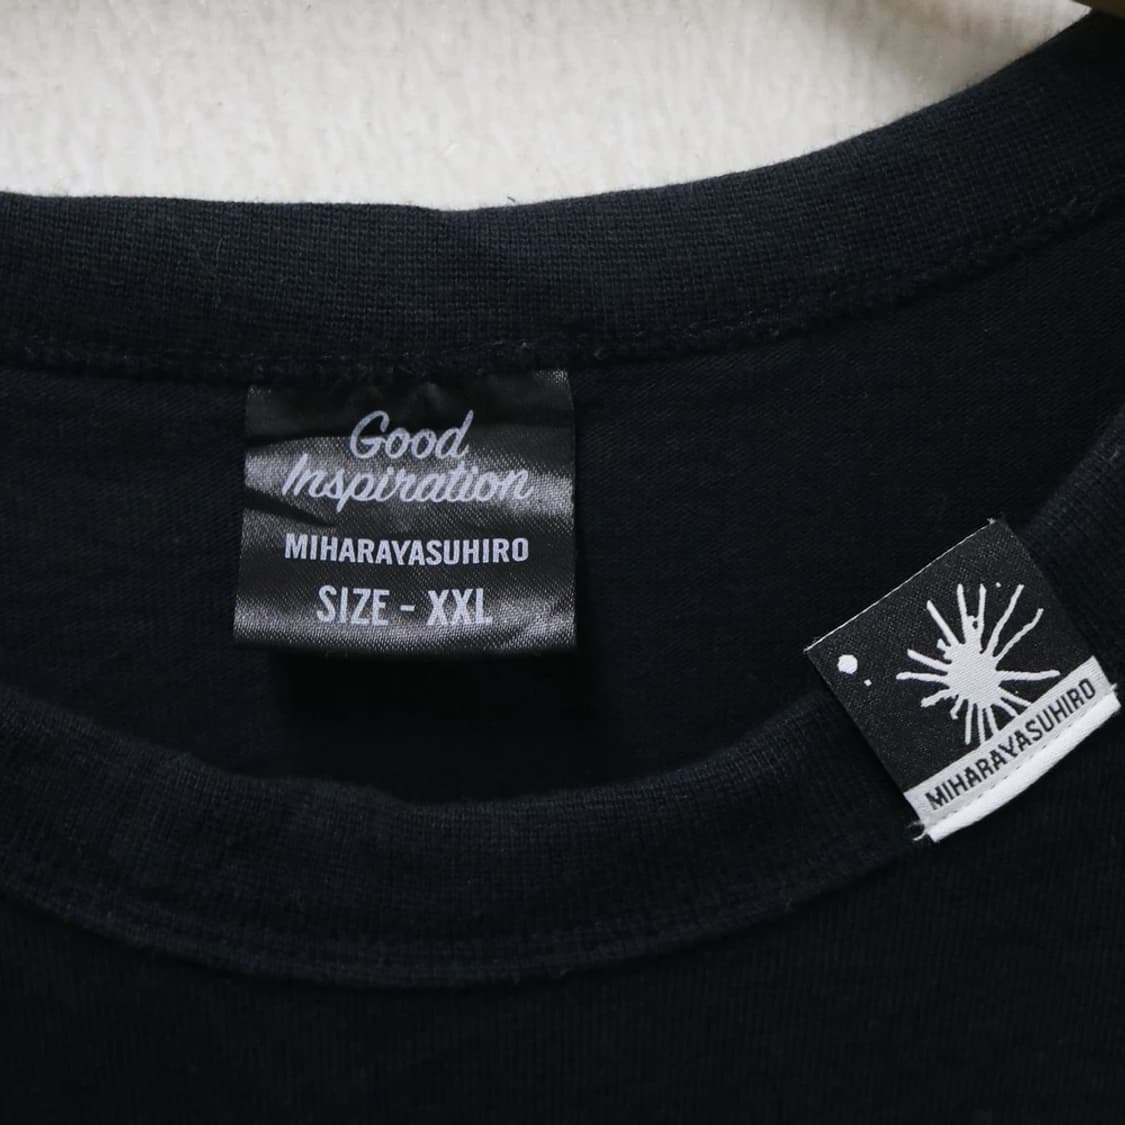 Good
Inspiration
MIHARAYASUHIRO
SIZE - XXL
MIHARAYASUHIRO